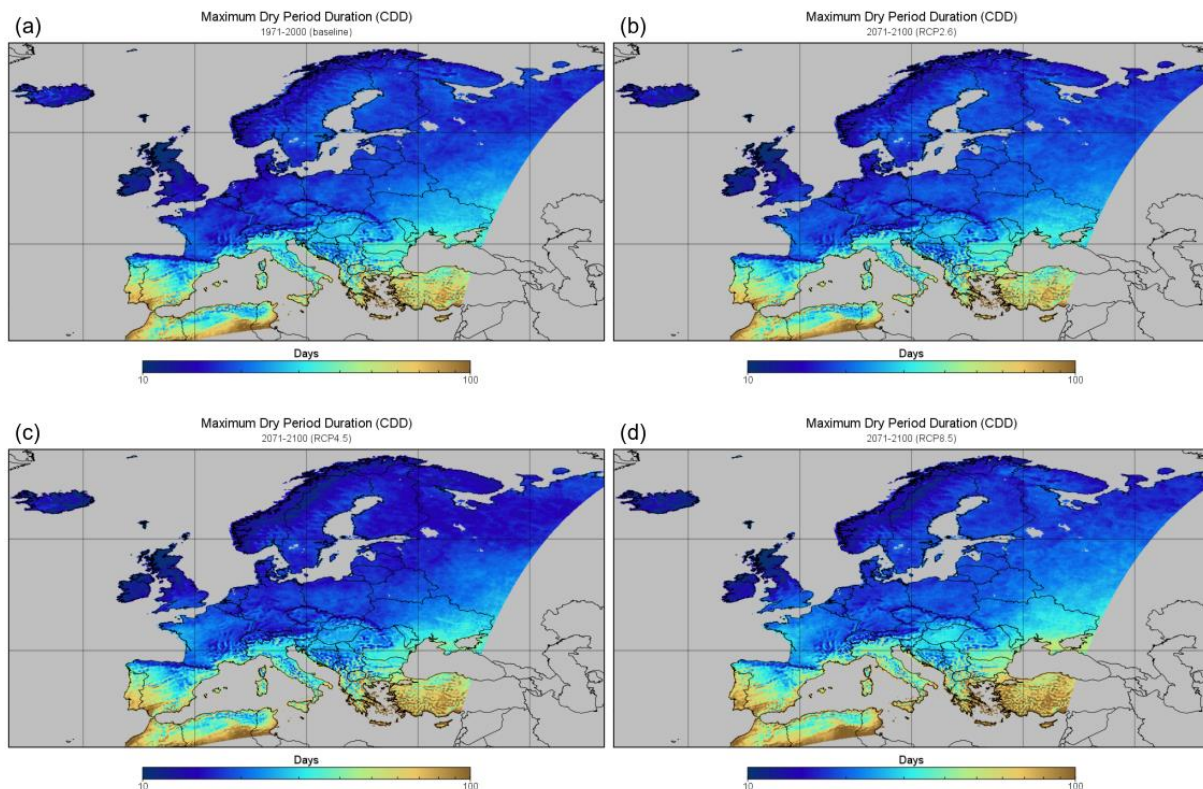 (a)
Maximum Dry Period Duration (CDD)
1971-2000 (baseline)
Days
10 100
(b)
Maximum Dry Period Duration (CDD)
2071-2100 (RCP2.6)
Days
10 100
(c)
Maximum Dry Period Duration (CDD)
2071-2100 (RCP4.5)
Days
10 100
(d)
Maximum Dry Period Duration (CDD)
2071-2100 (RCP8.5)
Days
10 100